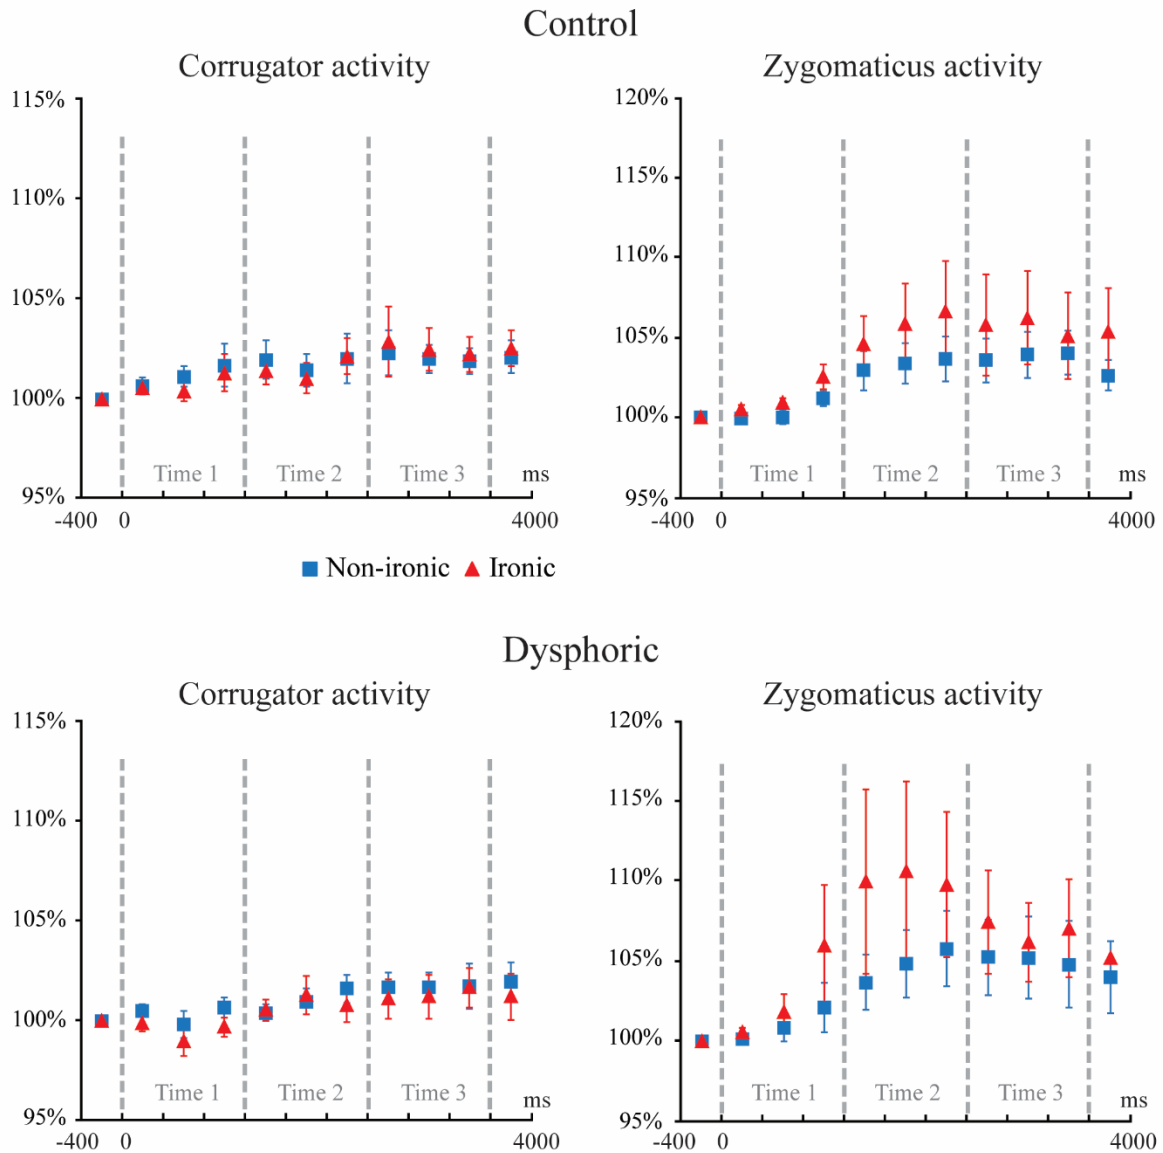 Control
Corrugator activity
Zygomaticus activity
115%
110%
105%
100%
95%
Time 1
Time 2
Time 3
ms
-400
0
4000
120%
115%
110%
105%
100%
95%
Time 1
Time 2
Time 3
ms
-400
0
4000
Non-ironic
Ironic
Dysphoric
Corrugator activity
Zygomaticus activity
115%
110%
105%
100%
95%
Time 1
Time 2
Time 3
ms
-400
0
4000
120%
115%
110%
105%
100%
95%
Time 1
Time 2
Time 3
ms
-400
0
4000